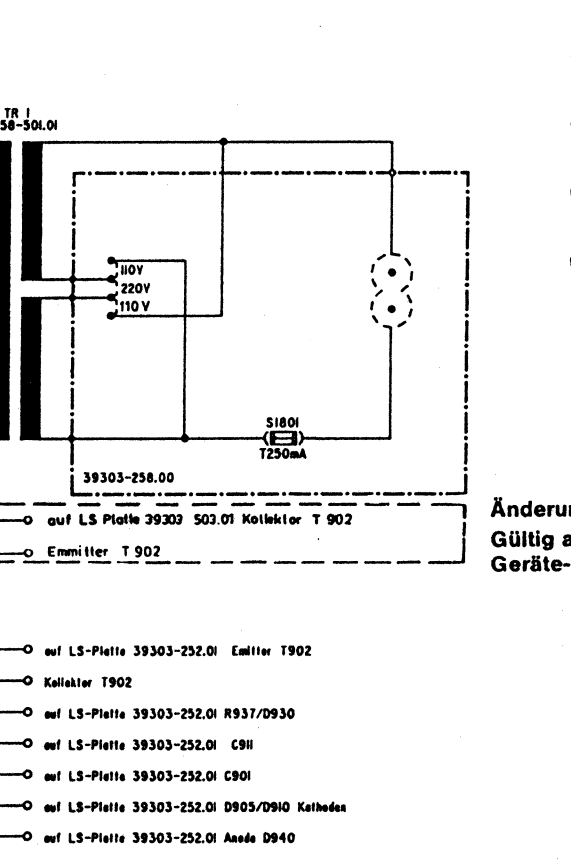 TR 1
58-501.01
110V
220V
110 V
S1801
T250mA
39303-258.00
auf LS Platte 39303 503.01 Kollektor T 902
Emmitter T 902
Änderun
Gültig a
Geräte-
auf LS-Platte 39303-252.01 Emitter T902
Kollektor T902
auf LS-Platte 39303-252.01 R937/D930
auf LS-Platte 39303-252.01 C911
auf LS-Platte 39303-252.01 C901
auf LS-Platte 39303-252.01 D905/D910 Kathoden
auf LS-Platte 39303-252.01 Anode D940